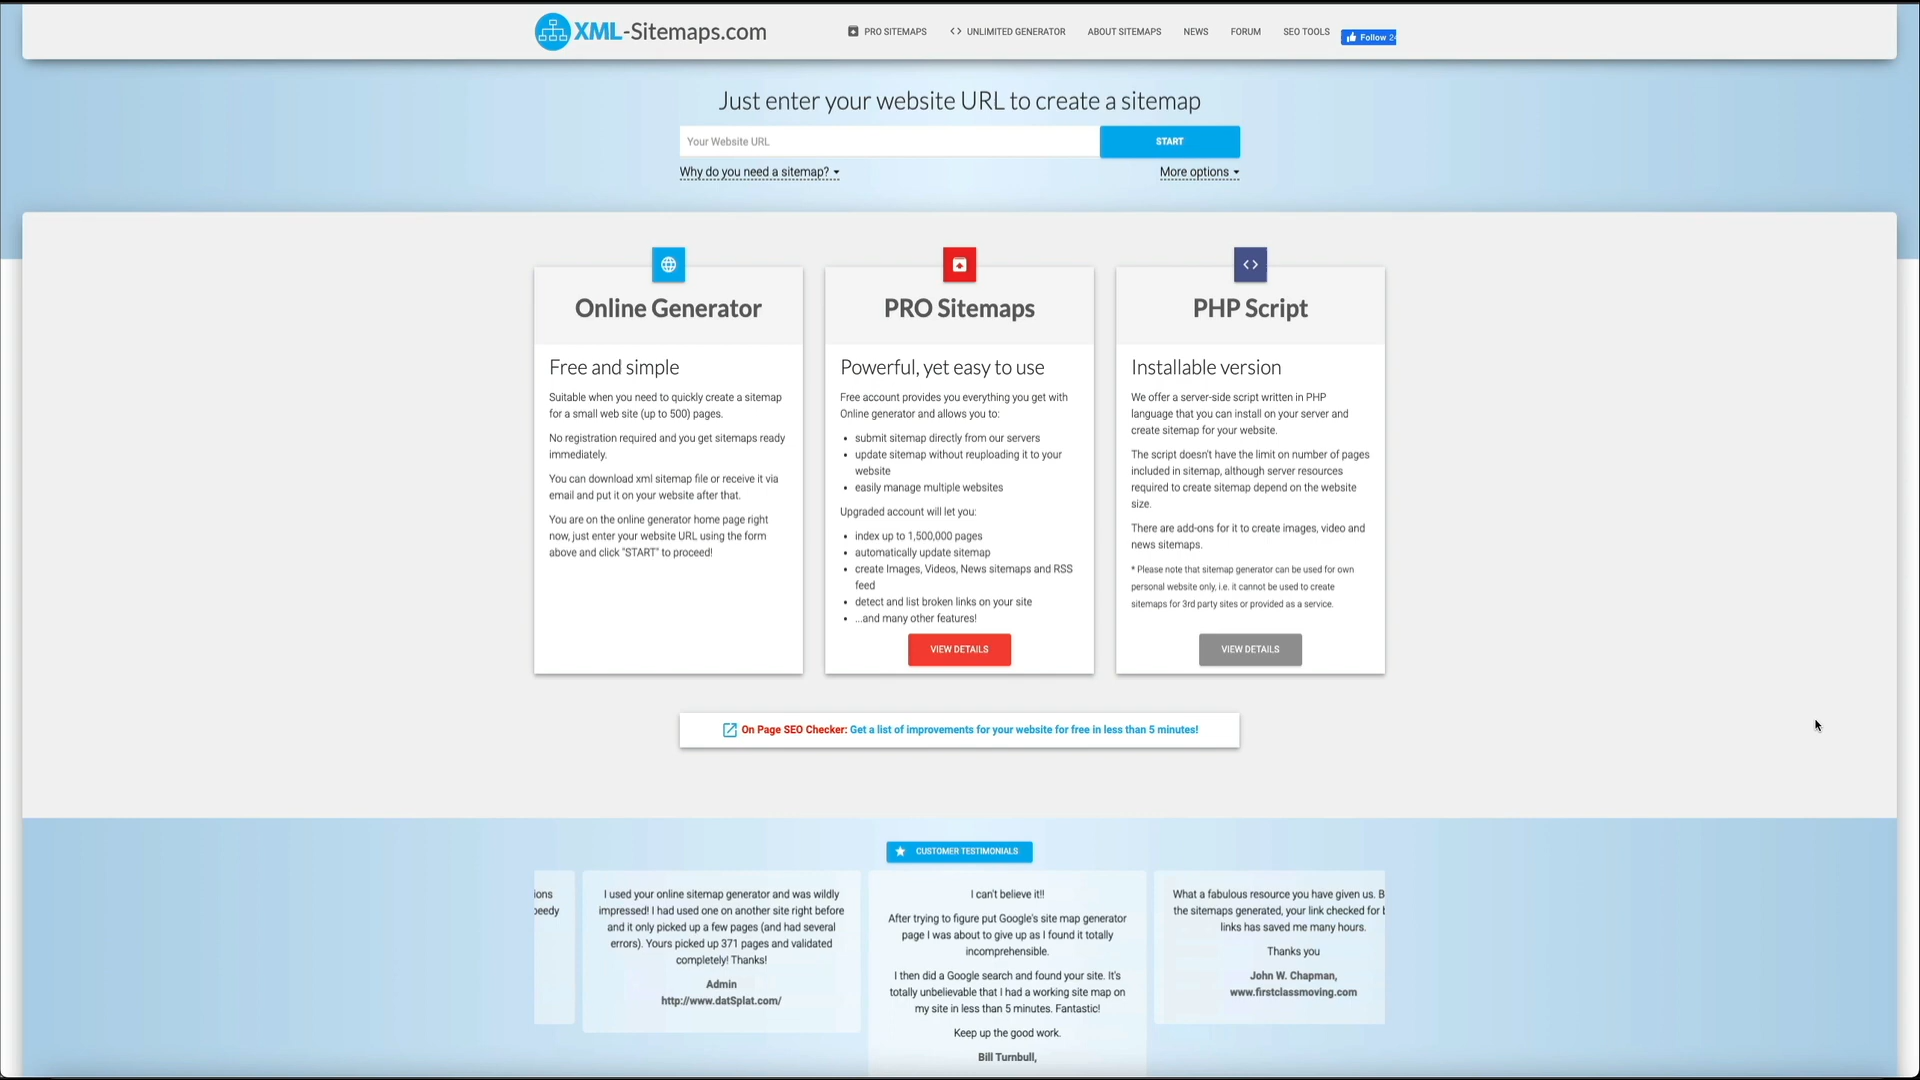 XML-Sitemaps.com
PRO SITEMAPS
UNLIMITED GENERATOR
ABOUT SITEMAPS
NEWS
FORUM
SEO TOOLS
Follow
Just enter your website URL to create a sitemap
Your Website URL
START
Why do you need a sitemap?
More options
Online Generator
Free and simple
Suitable when you need to quickly create a sitemap
for a small web site (up to 500) pages.
No registration required and you get sitemaps ready
immediately.
You can download xml sitemap file or receive it via
email and put it on your website after that.
You are on the online generator home page right
now, just enter your website URL using the form
above and click "START" to proceed!
PRO Sitemaps
Powerful, yet easy to use
Free account provides you everything you get with
Online generator and allows you to:
• submit sitemap directly from our servers
• update sitemap without reuploading it to your
website
• easily manage multiple websites
Upgraded account will let you:
• index up to 1,500,000 pages
• automatically update sitemap
• create Images, Videos, News sitemaps and RSS
feed
• detect and list broken links on your site
• ...and many other features!
VIEW DETAILS
PHP Script
Installable version
We offer a server-side script written in PHP
language that you can install on your server and
create sitemap for your website.
The script doesn't have the limit on number of pages
included in sitemap, although server resources
required to create sitemap depend on the website
size.
There are add-ons for it to create images, video and
news sitemaps.
* Please note that sitemap generator can be used for own
personal website only, i.e. it cannot be used to create
sitemaps for 3rd party sites or provided as a service.
VIEW DETAILS
On Page SEO Checker: Get a list of improvements for your website for free in less than 5 minutes!
CUSTOMER TESTIMONIALS
ions
peedy
I used your online sitemap generator and was wildly
impressed! I had used one on another site right before
and it only picked up a few pages (and had several
errors). Yours picked up 371 pages and validated
completely! Thanks!
Admin
http://www.datSplat.com/
I can't believe it!!
After trying to figure put Google's site map generator
page I was about to give up as I found it totally
incomprehensible.
I then did a Google search and found your site. It's
totally unbelievable that I had a working site map on
my site in less than 5 minutes. Fantastic!
Keep up the good work.
Bill Turnbull,
What a fabulous resource you have given us. B
the sitemaps generated, your link checked for
links has saved me many hours.
Thanks you
John W. Chapman,
www.firstclassmoving.com